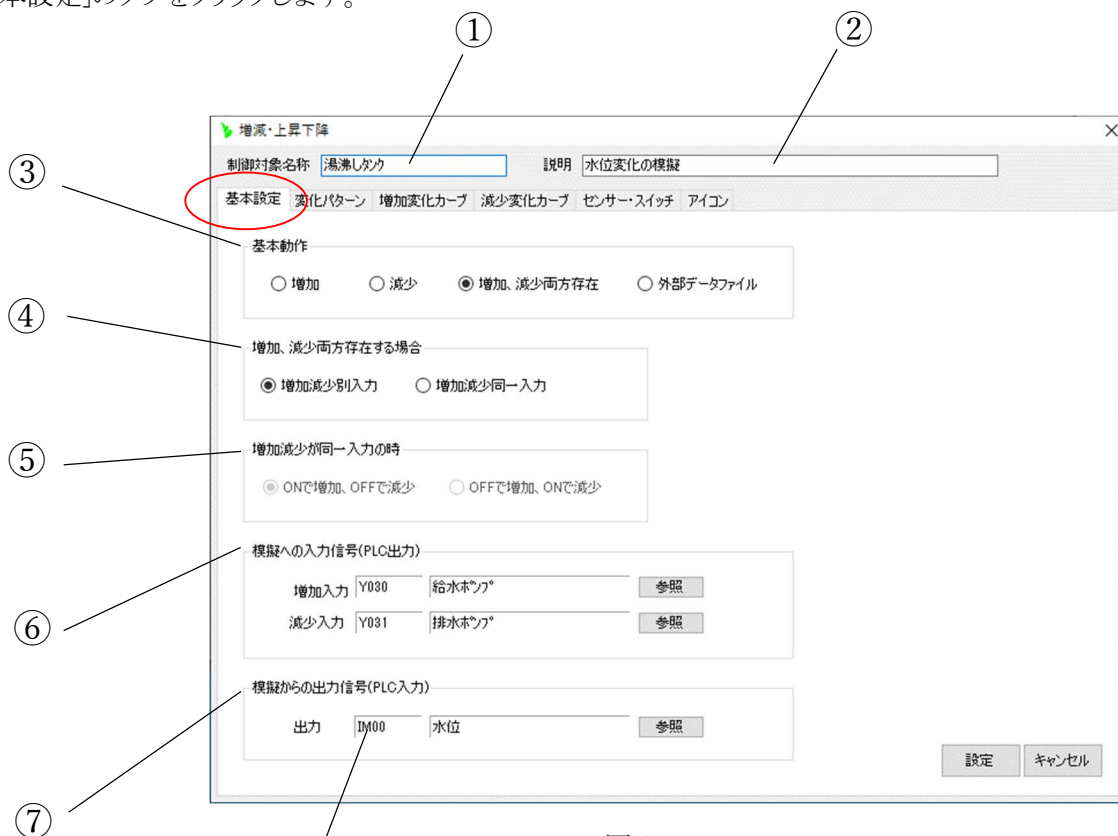 本設定」のタブをクリックします。
① ②
増減・上昇下降
制御対象名称 湯沸しタンク 説明 水位変化の模擬
③
基本設定 変化パターン 増加変化カーブ 減少変化カーブ センサー・スイッチ アイコン
基本動作
増加 減少 増加、減少両方存在 外部データファイル
④
増加、減少両方存在する場合
増加減少別入力 増加減少同一入力
⑤
増加減少が同一入力の時
ONで増加、OFFで減少 OFFで増加、ONで減少
模擬への入力信号(PLC出力)
増加入力 Y030 給水ポンプ 参照
⑥
減少入力 Y031 排水ポンプ 参照
模擬からの出力信号(PLC入力)
出力 IM00 水位 参照
設定 キャンセル
⑦